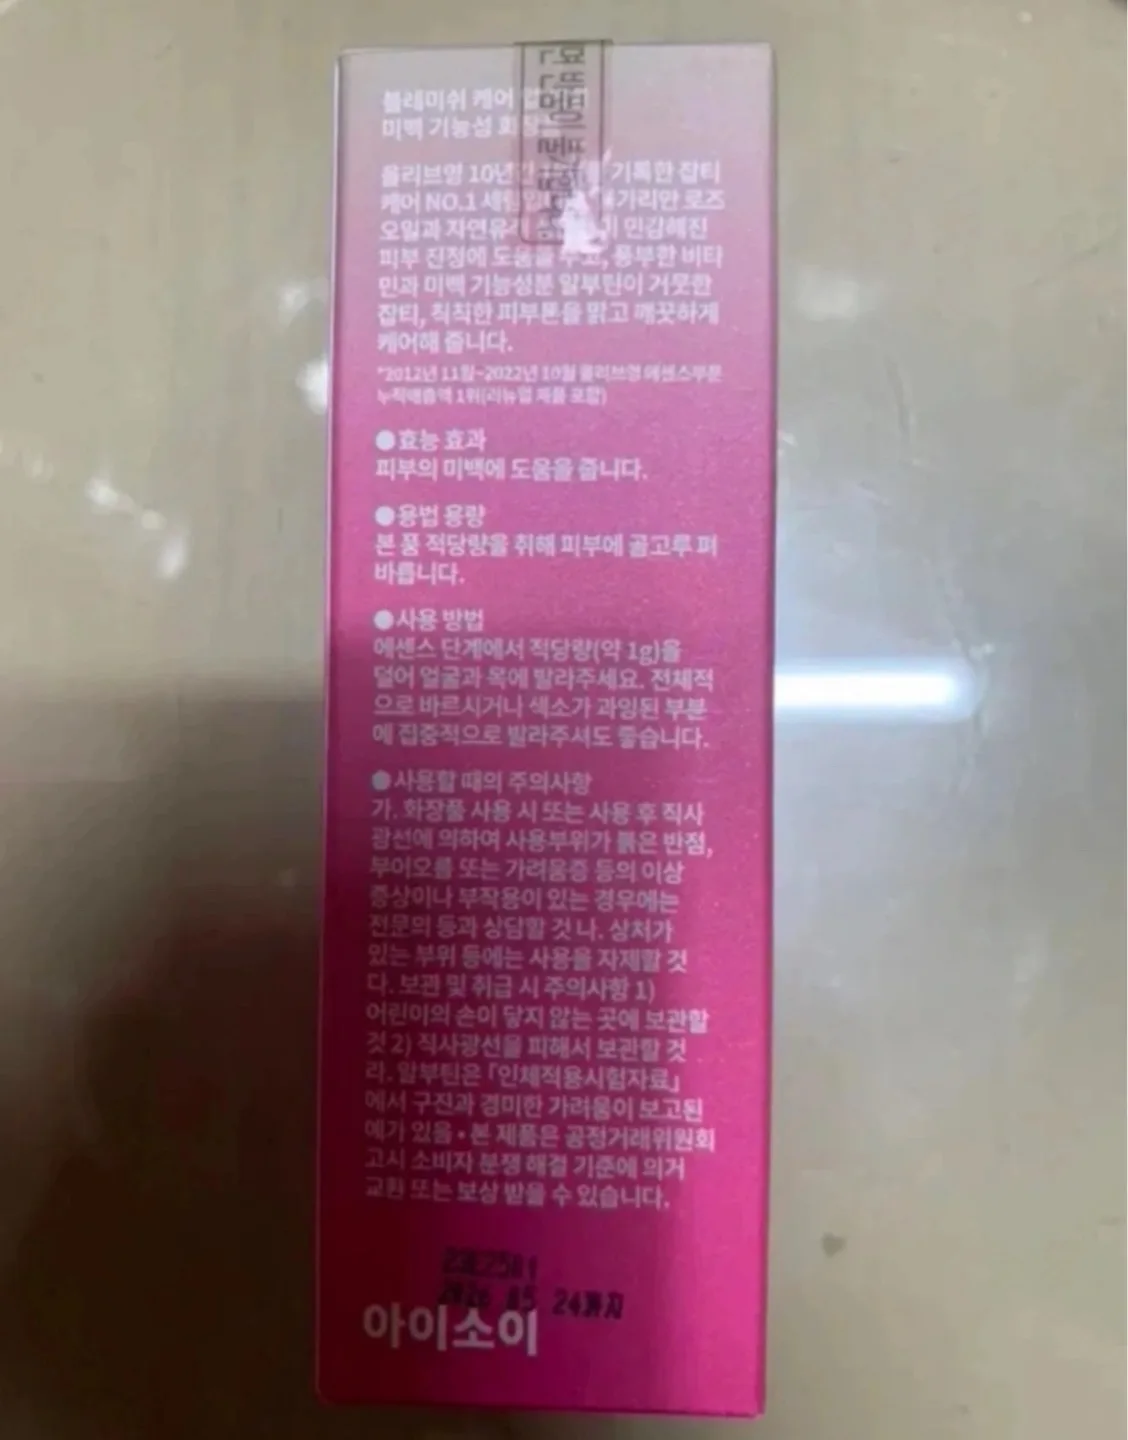 블레미쉬 케어
미백 기능성
올리브영 10년 기록한 잡티
케어 NO.1 세럼 불가리안 로즈
오일과 자연유래 민감해진
피부 진정에 도움을 주고, 풍부한 비타
민과 미백 기능성분 알부틴이 거뭇한
잡티, 칙칙한 피부톤을 맑고 깨끗하게
케어해 줍니다.
*2012년 11월~2022년 10월 올리브영 에센스부문
누적매출액 1위(리뉴얼 제품 포함)
●효능 효과
피부의 미백에 도움을 줍니다.
●용법 용량
본 품 적당량을 취해 피부에 골고루 펴
바릅니다.
●사용 방법
에센스 단계에서 적당량(약 1g)을
덜어 얼굴과 목에 발라주세요. 전체적
으로 바르시거나 색소가 과잉된 부분
에 집중적으로 발라주셔도 좋습니다.
●사용할 때의 주의사항
가. 화장품 사용 시 또는 사용 후 직사
광선에 의하여 사용부위가 붉은 반점,
부어오름 또는 가려움증 등의 이상
증상이나 부작용이 있는 경우에는
전문의 등과 상담할 것 나. 상처가
있는 부위 등에는 사용을 자제할 것
다. 보관 및 취급 시 주의사항 1)
어린이의 손이 닿지 않는 곳에 보관할
것 2) 직사광선을 피해서 보관할 것
라. 알부틴은 「인체적용시험자료」
에서 구진과 경미한 가려움이 보고된
예가 있음 • 본 제품은 공정거래위원회
고시 소비자 분쟁 해결 기준에 의거
교환 또는 보상 받을 수 있습니다.
2026 05 24까지
아이소이